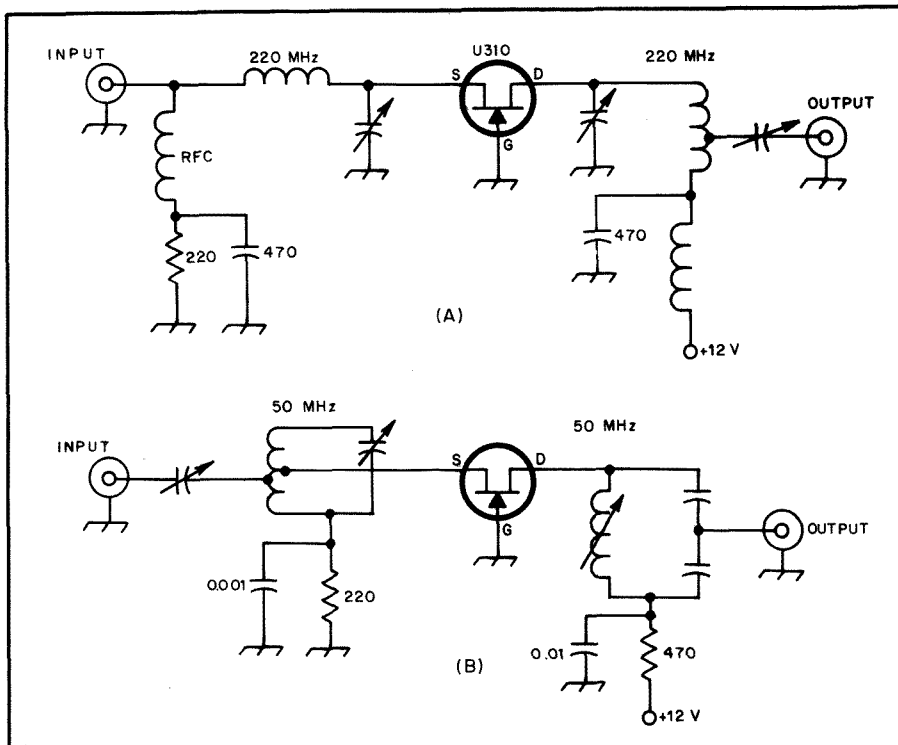 INPUT
220 MHz
U310
S
D
220 MHz
OUTPUT
RFC
G
220
470
470
(A)
+12 V
50 MHz
50 MHz
INPUT
S
D
G
OUTPUT
0.001
220
0.01
470
(B)
+12 V